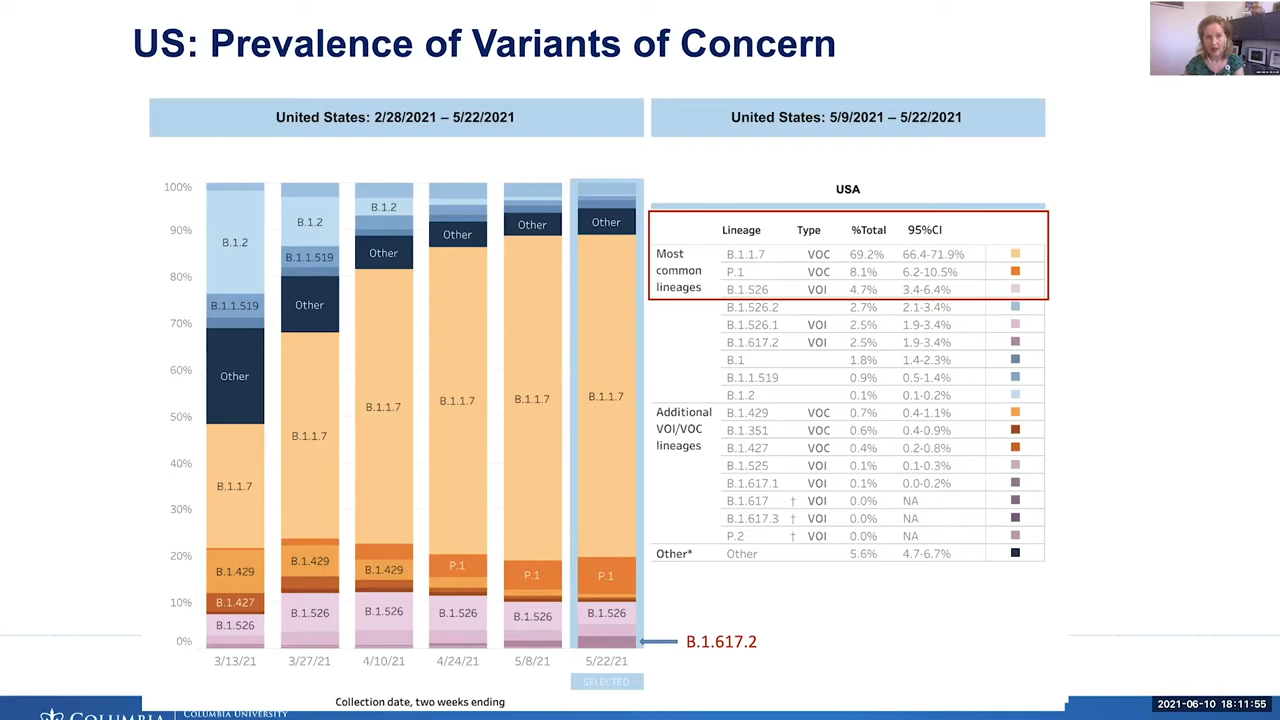 US: Prevalence of Variants of Concern
United States: 2/28/2021 – 5/22/2021
United States: 5/9/2021 – 5/22/2021
100%
90%
80%
70%
60%
50%
40%
30%
20%
10%
0%
B.1.2
B.1.1.519
Other
B.1.1.7
B.1.429
B.1.427
B.1.526
3/13/21
B.1.2
B.1.1.519
Other
B.1.1.7
B.1.429
B.1.526
3/27/21
B.1.2
Other
B.1.1.7
B.1.429
B.1.526
4/10/21
Other
B.1.1.7
P.1
B.1.526
4/24/21
Other
B.1.1.7
P.1
B.1.526
5/8/21
Other
B.1.1.7
P.1
B.1.526
5/22/21
SELECTED
B.1.617.2
Collection date, two weeks ending
USA
Lineage Type %Total 95%CI
Most common lineages
B.1.1.7 VOC 69.2% 66.4-71.9%
P.1 VOC 8.1% 6.2-10.5%
B.1.526 VOI 4.7% 3.4-6.4%
B.1.526.2 2.7% 2.1-3.4%
B.1.526.1 VOI 2.5% 1.9-3.4%
B.1.617.2 VOI 2.5% 1.9-3.4%
B.1 1.8% 1.4-2.3%
B.1.1.519 0.9% 0.5-1.4%
B.1.2 0.1% 0.1-0.2%
Additional VOI/VOC lineages
B.1.429 VOC 0.7% 0.4-1.1%
B.1.351 VOC 0.6% 0.4-0.9%
B.1.427 VOC 0.4% 0.2-0.8%
B.1.525 VOI 0.1% 0.1-0.3%
B.1.617.1 VOI 0.1% 0.0-0.2%
B.1.617 † VOI 0.0% NA
B.1.617.3 † VOI 0.0% NA
P.2 † VOI 0.0% NA
Other* Other 5.6% 4.7-6.7%
COLUMBIA
COLUMBIA UNIVERSITY
2021-06-10 18:11:55